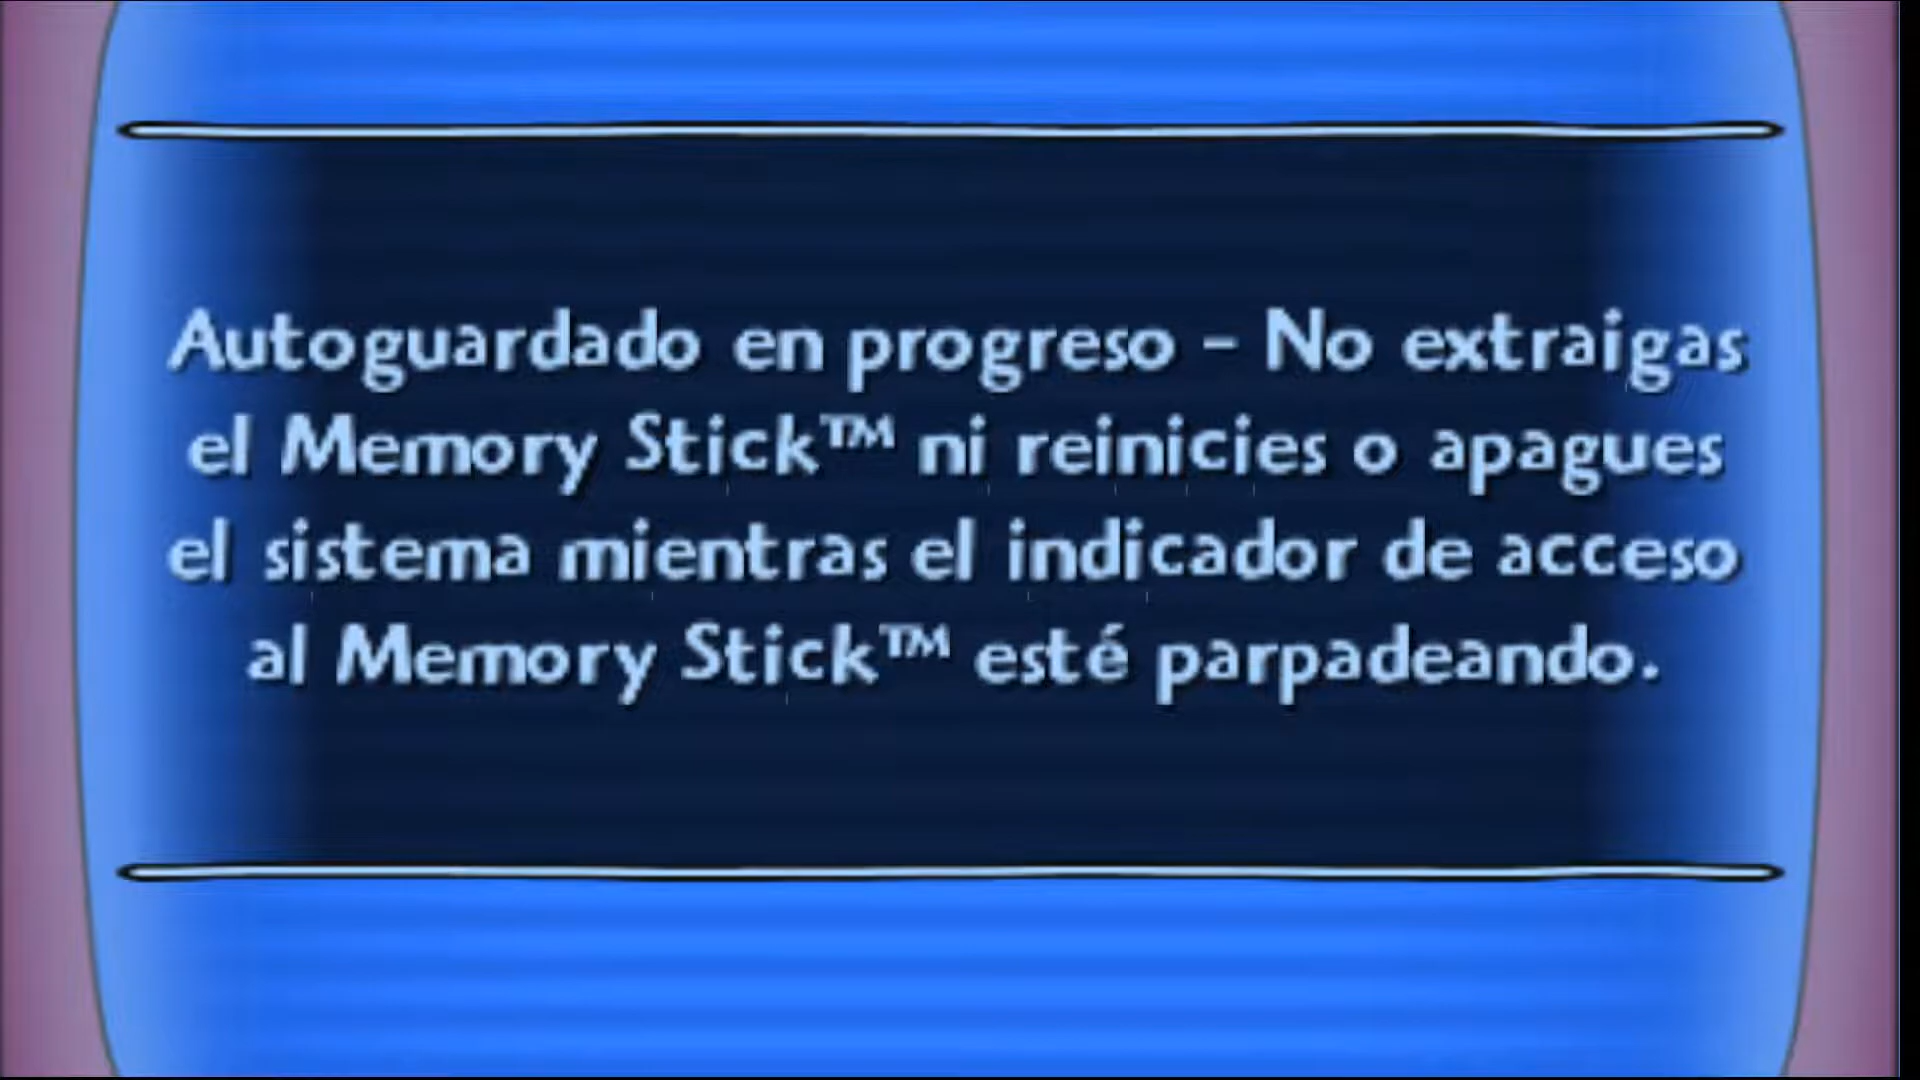 Autoguardado en progreso - No extraigas
el Memory Stick™ ni reinicies o apagues
el sistema mientras el indicador de acceso
al Memory Stick™ esté parpadeando.